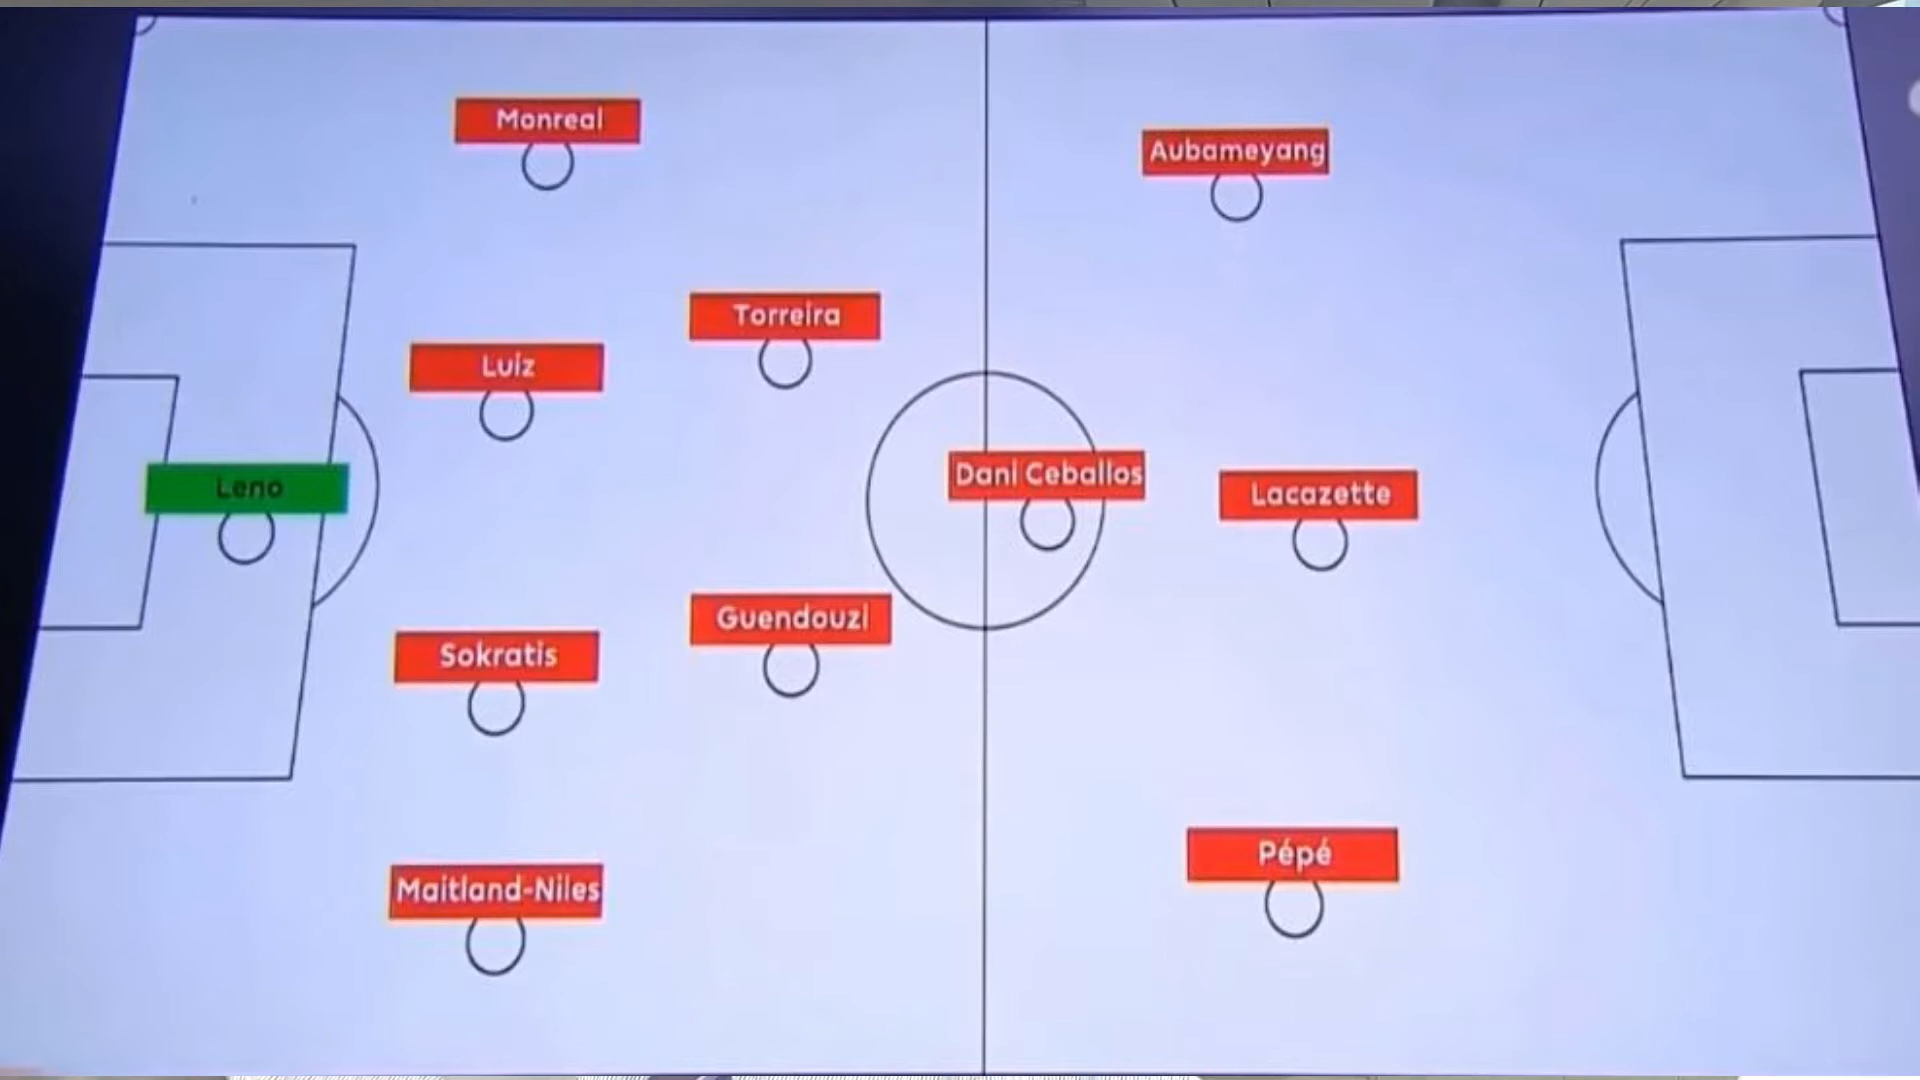 Monreal
Aubameyang
Torreira
Luiz
Dani Ceballos
Leno
Lacazette
Guendouzi
Sokratis
Pépé
Maitland-Niles